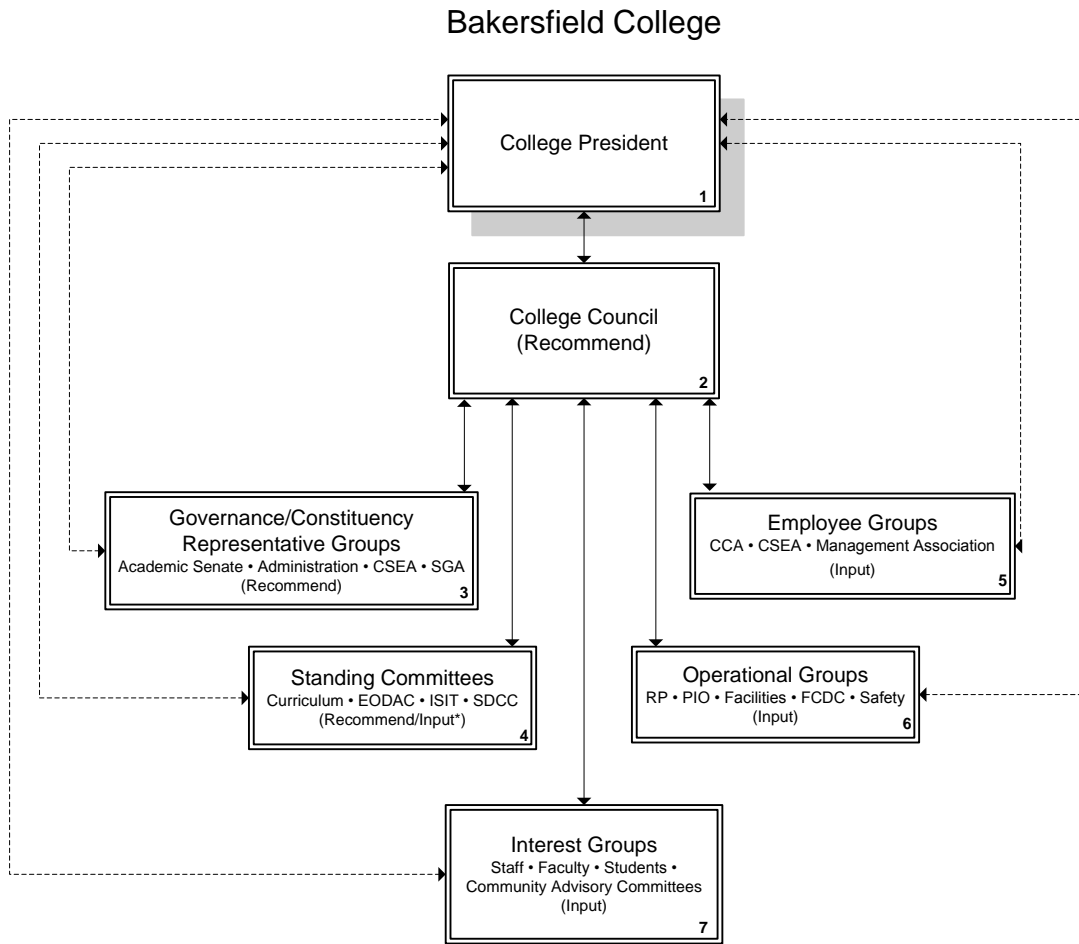 Bakersfield College
College President
1
College Council
(Recommend)
2
Governance/Constituency
Representative Groups
Academic Senate • Administration • CSEA • SGA
(Recommend)
3
Employee Groups
CCA • CSEA • Management Association
(Input)
5
Standing Committees
Curriculum • EODAC • ISIT • SDCC
(Recommend/Input*)
4
Operational Groups
RP • PIO • Facilities • FCDC • Safety
(Input)
6
Interest Groups
Staff • Faculty • Students •
Community Advisory Committees
(Input)
7